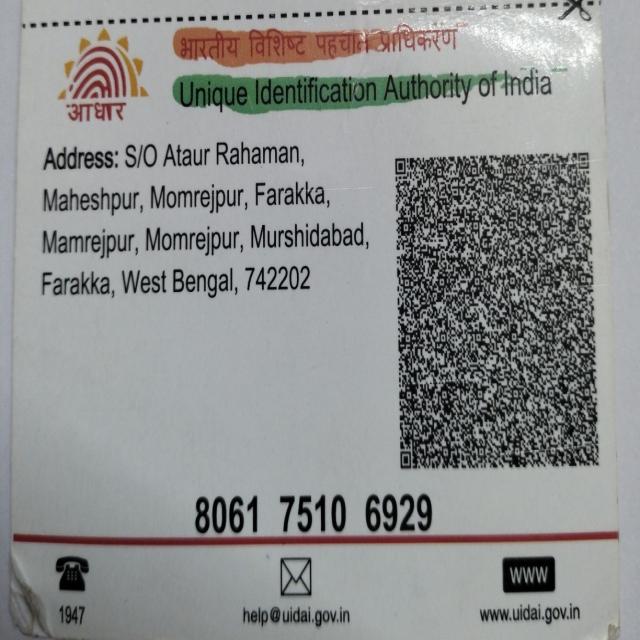 भारतीय विशिष्ट पहचान प्राधिकरण
Unique Identification Authority of India
आधार
Address: S/O Ataur Rahaman,
Maheshpur, Momrejpur, Farakka,
Mamrejpur, Momrejpur, Murshidabad,
Farakka, West Bengal, 742202
8061 7510 6929
1947
help@uidai.gov.in
www
www.uidai.gov.in